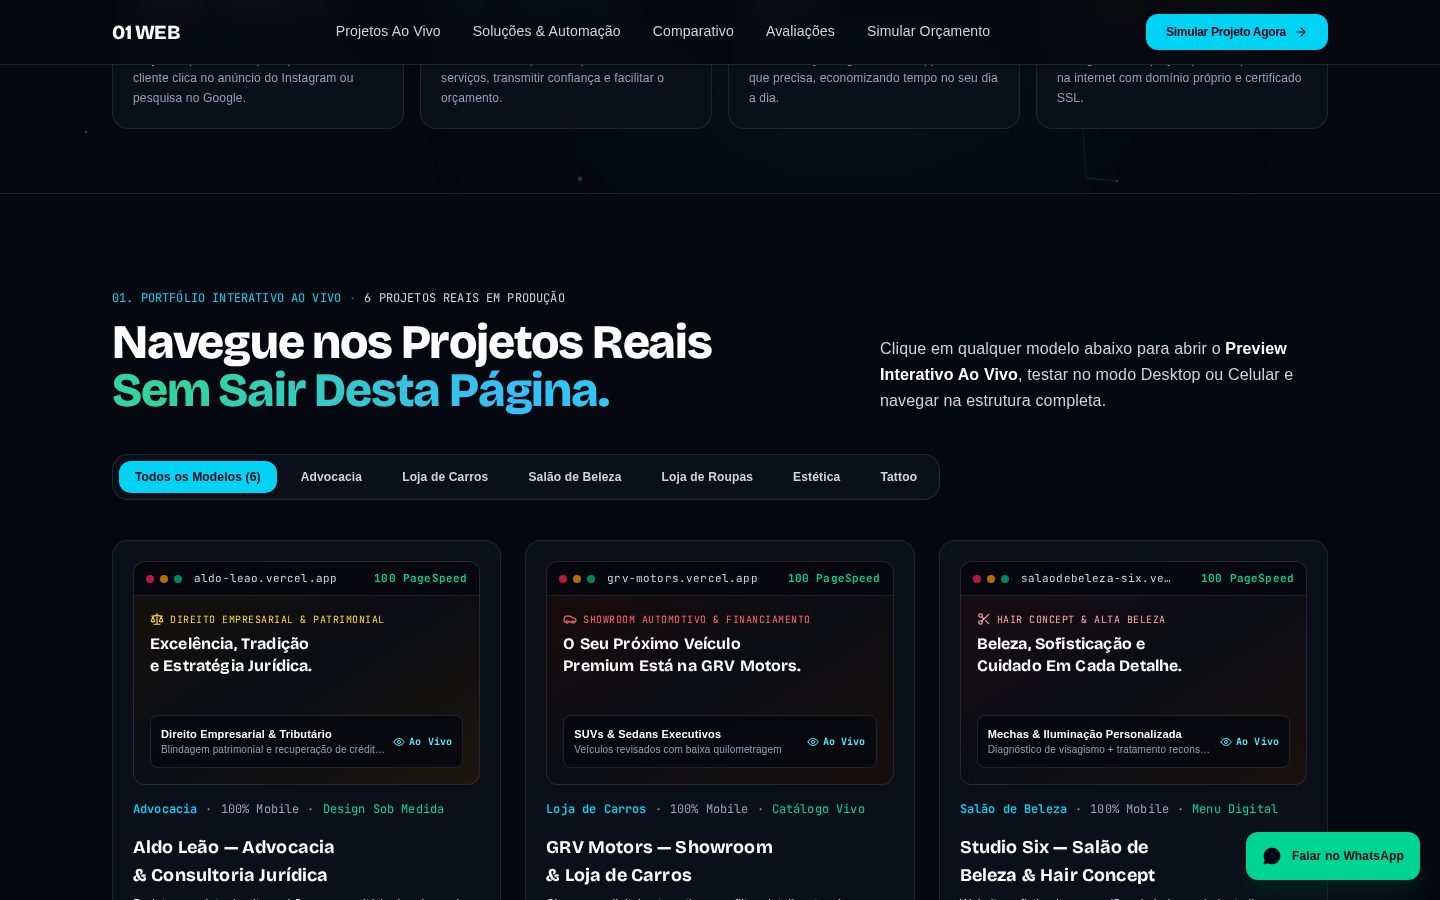 01 WEB
Projetos Ao Vivo
Soluções & Automação
Comparativo
Avaliações
Simular Orçamento
Simular Projeto Agora
cliente clica no anúncio do Instagram ou
pesquisa no Google.
serviços, transmitir confiança e facilitar o
orçamento.
que precisa, economizando tempo no seu dia
a dia.
na internet com domínio próprio e certificado
SSL.
01. PORTFÓLIO INTERATIVO AO VIVO · 6 PROJETOS REAIS EM PRODUÇÃO
Navegue nos Projetos Reais
Sem Sair Desta Página.
Clique em qualquer modelo abaixo para abrir o Preview
Interativo Ao Vivo, testar no modo Desktop ou Celular e
navegar na estrutura completa.
Todos os Modelos (6)
Advocacia
Loja de Carros
Salão de Beleza
Loja de Roupas
Estética
Tattoo
aldo-leao.vercel.app
100 PageSpeed
DIREITO EMPRESARIAL & PATRIMONIAL
Excelência, Tradição
e Estratégia Jurídica.
Direito Empresarial & Tributário
Blindagem patrimonial e recuperação de crédit…
Ao Vivo
Advocacia · 100% Mobile · Design Sob Medida
Aldo Leão — Advocacia
& Consultoria Jurídica
grv-motors.vercel.app
100 PageSpeed
SHOWROOM AUTOMOTIVO & FINANCIAMENTO
O Seu Próximo Veículo
Premium Está na GRV Motors.
SUVs & Sedans Executivos
Veículos revisados com baixa quilometragem
Ao Vivo
Loja de Carros · 100% Mobile · Catálogo Vivo
GRV Motors — Showroom
& Loja de Carros
salaodebeleza-six.ve…
100 PageSpeed
HAIR CONCEPT & ALTA BELEZA
Beleza, Sofisticação e
Cuidado Em Cada Detalhe.
Mechas & Iluminação Personalizada
Diagnóstico de visagismo + tratamento recons…
Ao Vivo
Salão de Beleza · 100% Mobile · Menu Digital
Studio Six — Salão de
Beleza & Hair Concept
Falar no WhatsApp